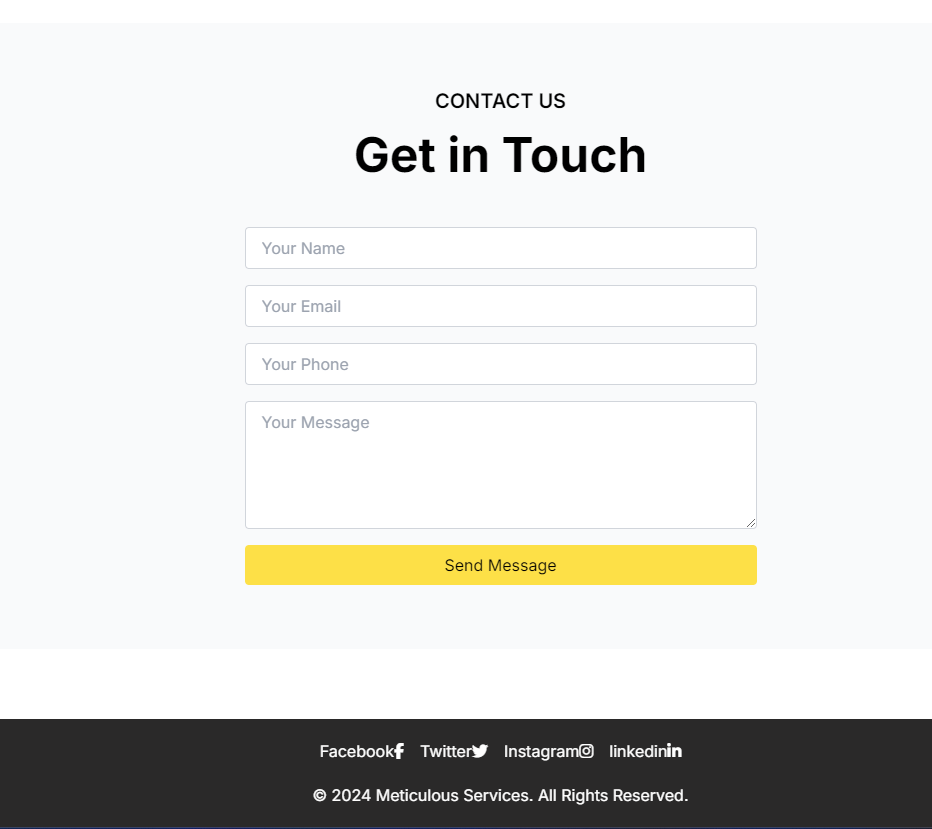 CONTACT US
Get in Touch
Your Name
Your Email
Your Phone
Your Message
Send Message
Facebook Twitter Instagram linkedin
© 2024 Meticulous Services. All Rights Reserved.